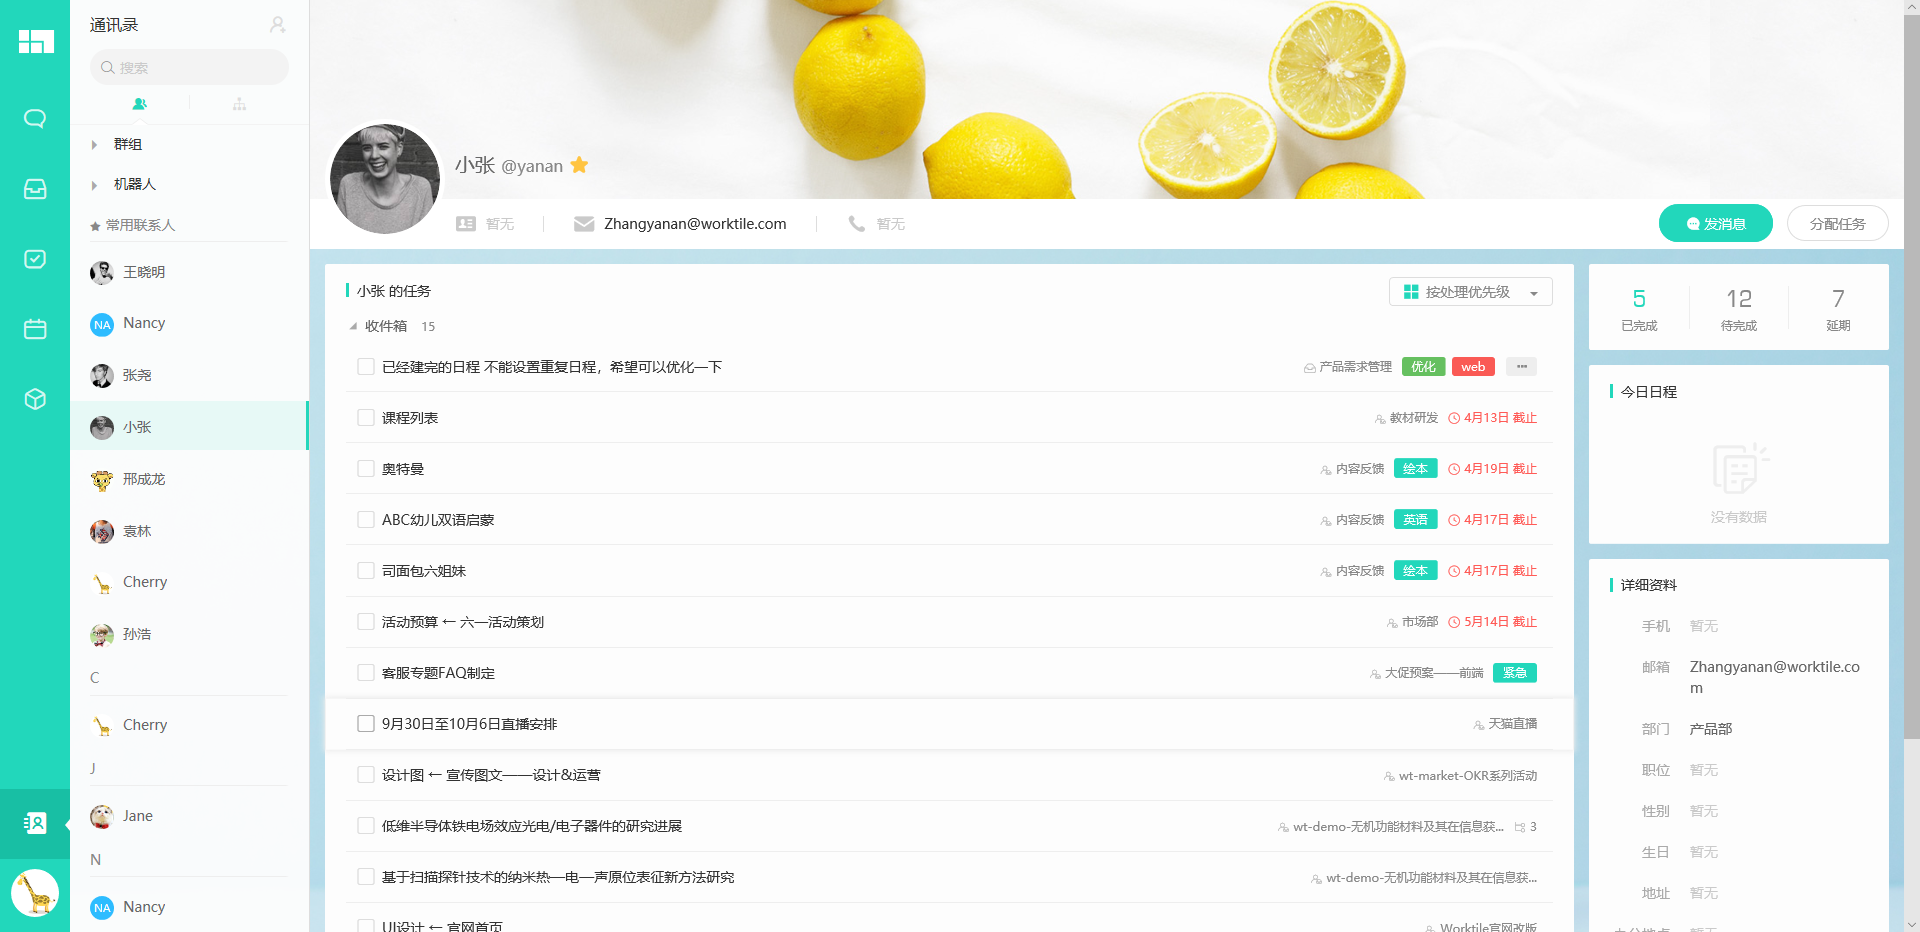 通讯录
搜索
群组
机器人
常用联系人
王晓明
NA Nancy
张尧
小张
邢成龙
袁林
Cherry
孙浩
C
Cherry
J
Jane
N
NA Nancy
小张 @yanan
暂无
Zhangyanan@worktile.com
暂无
发消息
分配任务
小张 的任务
按处理优先级
收件箱 15
已经建完的日程 不能设置重复日程，希望可以优化一下 产品需求管理 优化 web
课程列表 教材研发 4月13日 截止
奥特曼 内容反馈 绘本 4月19日 截止
ABC幼儿双语启蒙 内容反馈 英语 4月17日 截止
司面包六姐妹 内容反馈 绘本 4月17日 截止
活动预算 ← 六一活动策划 市场部 5月14日 截止
客服专题FAQ制定 大促预案——前端 紧急
9月30日至10月6日直播安排 天猫直播
设计图 ← 宣传图文——设计&运营 wt-market-OKR系列活动
低维半导体铁电场效应光电/电子器件的研究进展 wt-demo-无机功能材料及其在信息获... 3
基于扫描探针技术的纳米热—电—声原位表征新方法研究 wt-demo-无机功能材料及其在信息获...
UI设计 ← 官网首页 Worktile官网改版
5 12 7
已完成 待完成 延期
今日日程
没有数据
详细资料
手机 暂无
邮箱 Zhangyanan@worktile.co
m
部门 产品部
职位 暂无
性别 暂无
生日 暂无
地址 暂无